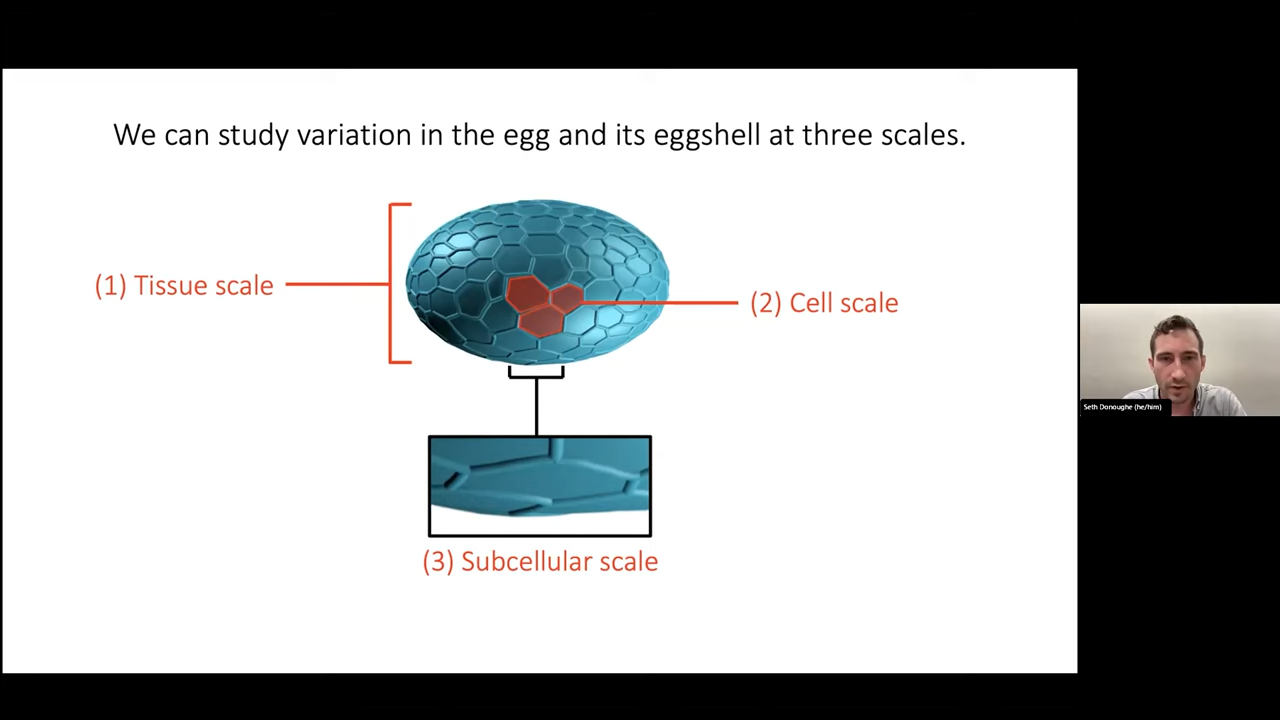 We can study variation in the egg and its eggshell at three scales.
(1) Tissue scale
(2) Cell scale
(3) Subcellular scale
Seth Donoughe (he/him)